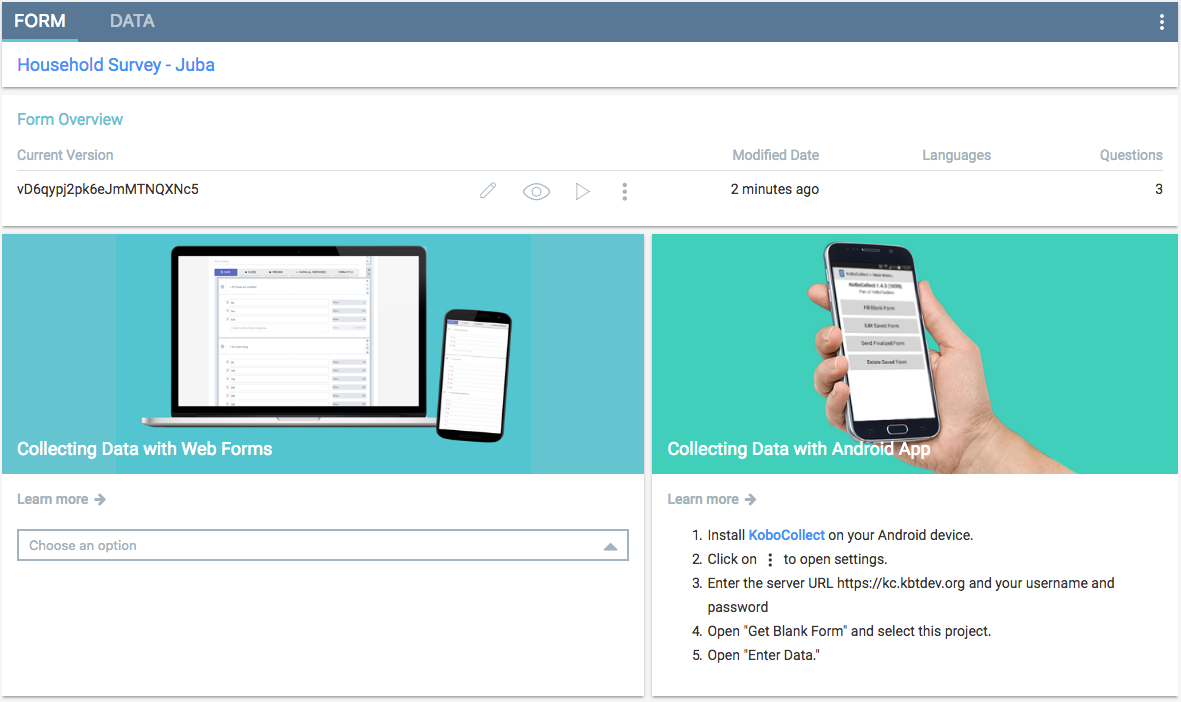 FORM DATA
Household Survey - Juba
Form Overview
Current Version Modified Date Languages Questions
vD6qypj2pk6eJmMTNQXNc5 2 minutes ago 3
KoboCollect 1.4.3 (1039)
Fill Blank Form
Edit Saved Form
Send Finalized Form
Delete Saved Form
Collecting Data with Web Forms
Learn more
Choose an option
Collecting Data with Android App
Learn more
1. Install KoboCollect on your Android device.
2. Click on ⋮ to open settings.
3. Enter the server URL https://kc.kbtdev.org and your username and
password
4. Open "Get Blank Form" and select this project.
5. Open "Enter Data."